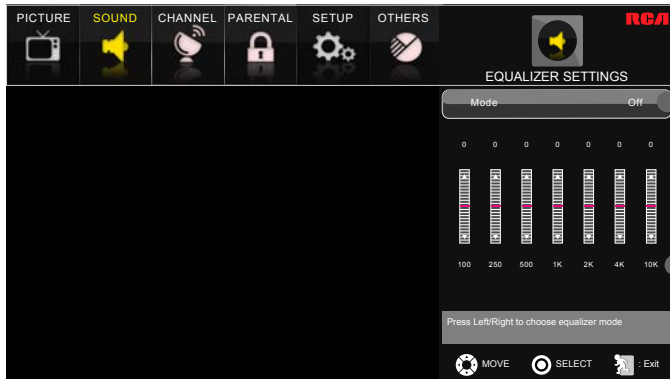 PICTURE SOUND CHANNEL PARENTAL SETUP OTHERS
RCA
EQUALIZER SETTINGS
Mode Off
0 0 0 0 0 0 0
100 250 500 1K 2K 4K 10K
Press Left/Right to choose equalizer mode
MOVE SELECT : Exit